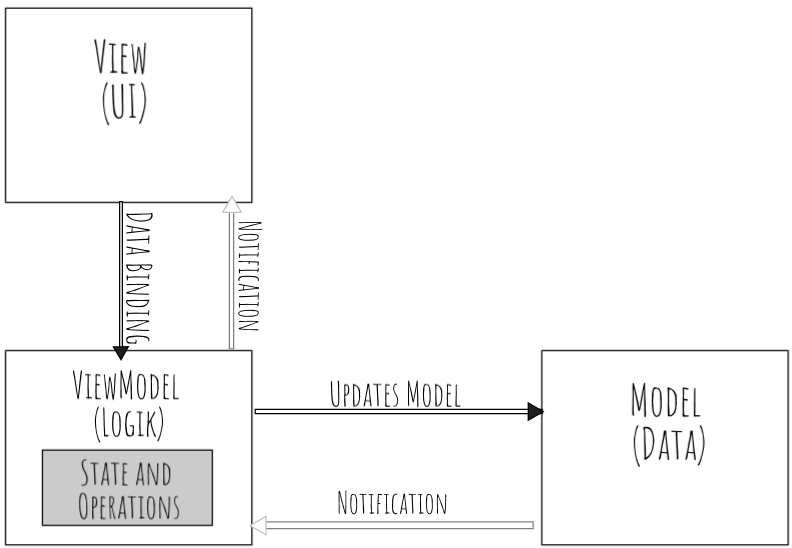 View
(UI)
Data Binding
Notification
ViewModel
(Logik)
State and
Operations
Updates Model
Notification
Model
(Data)